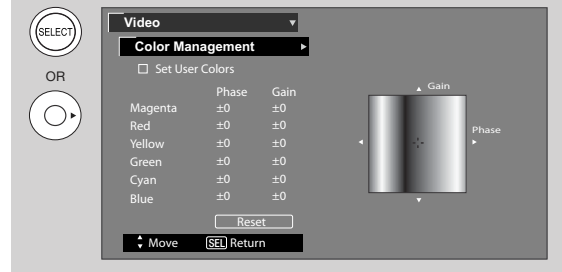 SELECT
OR
Video
Color Management
Set User Colors
Phase Gain
Magenta ±0 ±0
Red ±0 ±0
Yellow ±0 ±0
Green ±0 ±0
Cyan ±0 ±0
Blue ±0 ±0
Reset
Move SEL Return
Gain
Phase